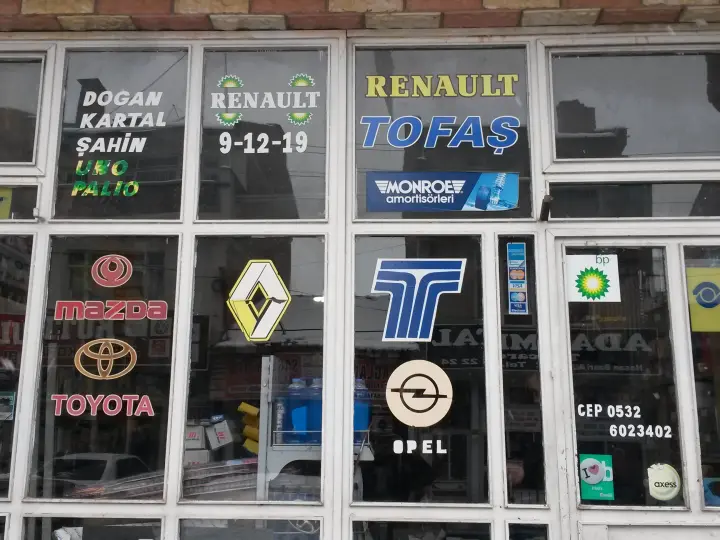 DOGAN
KARTAL
ŞAHİN
UNO
PALIO
RENAULT
9-12-19
RENAULT
TOFAŞ
MONROE
amortisörleri
mazda
TOYOTA
OPEL
bp
CEP 0532
6023402
axess